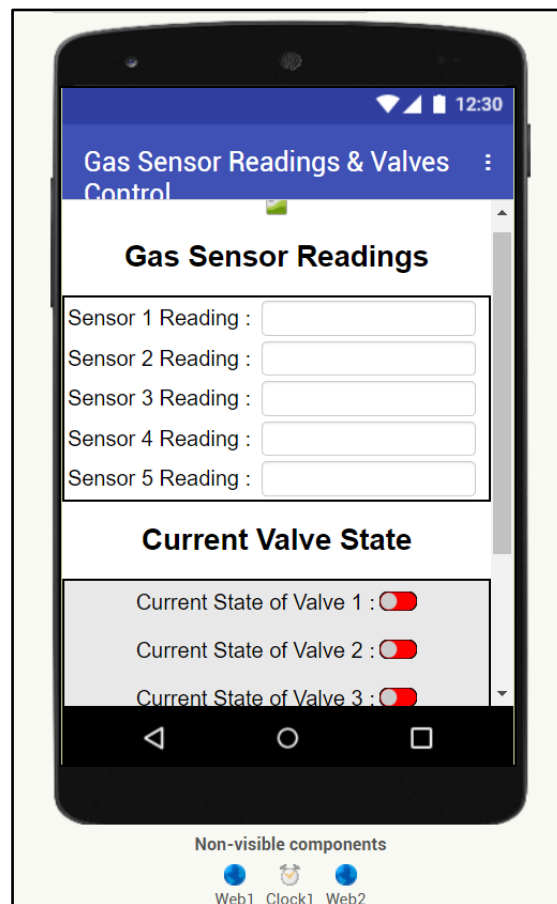 12:30
Gas Sensor Readings & Valves
Control
Gas Sensor Readings
Sensor 1 Reading :
Sensor 2 Reading :
Sensor 3 Reading :
Sensor 4 Reading :
Sensor 5 Reading :
Current Valve State
Current State of Valve 1 :
Current State of Valve 2 :
Current State of Valve 3 :
Non-visible components
Web1 Clock1 Web2